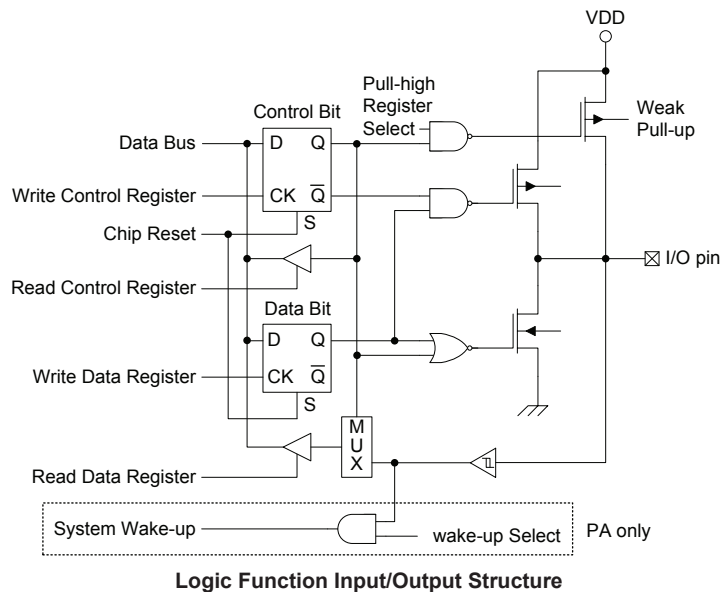 VDD
Pull-high
Register
Select
Weak
Pull-up
Control Bit
Data Bus
D
Q
Write Control Register
CK
Q
S
Chip Reset
I/O pin
Read Control Register
Data Bit
D
Q
Write Data Register
CK
Q
S
M
U
X
Read Data Register
System Wake-up
wake-up Select
PA only
Logic Function Input/Output Structure